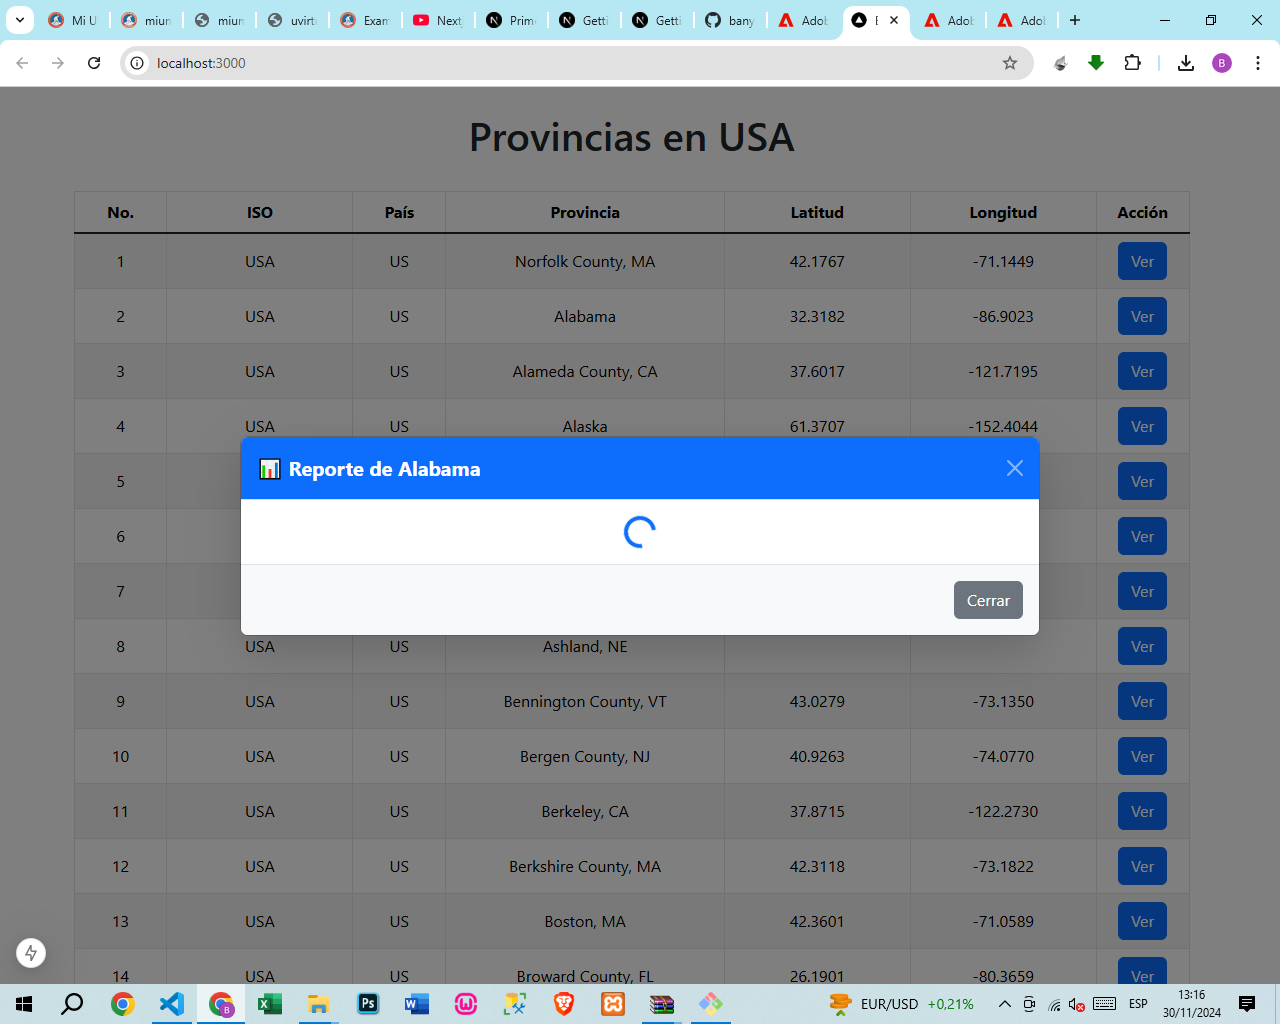 Mi U
miun
miun
uvirt
Exam
Next
Prim
Getti
Getti
bany
Adob
E
Adob
Adob
localhost:3000
B
Provincias en USA
No. ISO País Provincia Latitud Longitud Acción
1 USA US Norfolk County, MA 42.1767 -71.1449 Ver
2 USA US Alabama 32.3182 -86.9023 Ver
3 USA US Alameda County, CA 37.6017 -121.7195 Ver
4 USA US Alaska 61.3707 -152.4044 Ver
📊 Reporte de Alabama
5 Ver
6 Ver
7 Ver
Cerrar
8 USA US Ashland, NE Ver
9 USA US Bennington County, VT 43.0279 -73.1350 Ver
10 USA US Bergen County, NJ 40.9263 -74.0770 Ver
11 USA US Berkeley, CA 37.8715 -122.2730 Ver
12 USA US Berkshire County, MA 42.3118 -73.1822 Ver
13 USA US Boston, MA 42.3601 -71.0589 Ver
14 USA US Broward County, FL 26.1901 -80.3659 Ver
EUR/USD +0,21%
ESP
13:16
30/11/2024